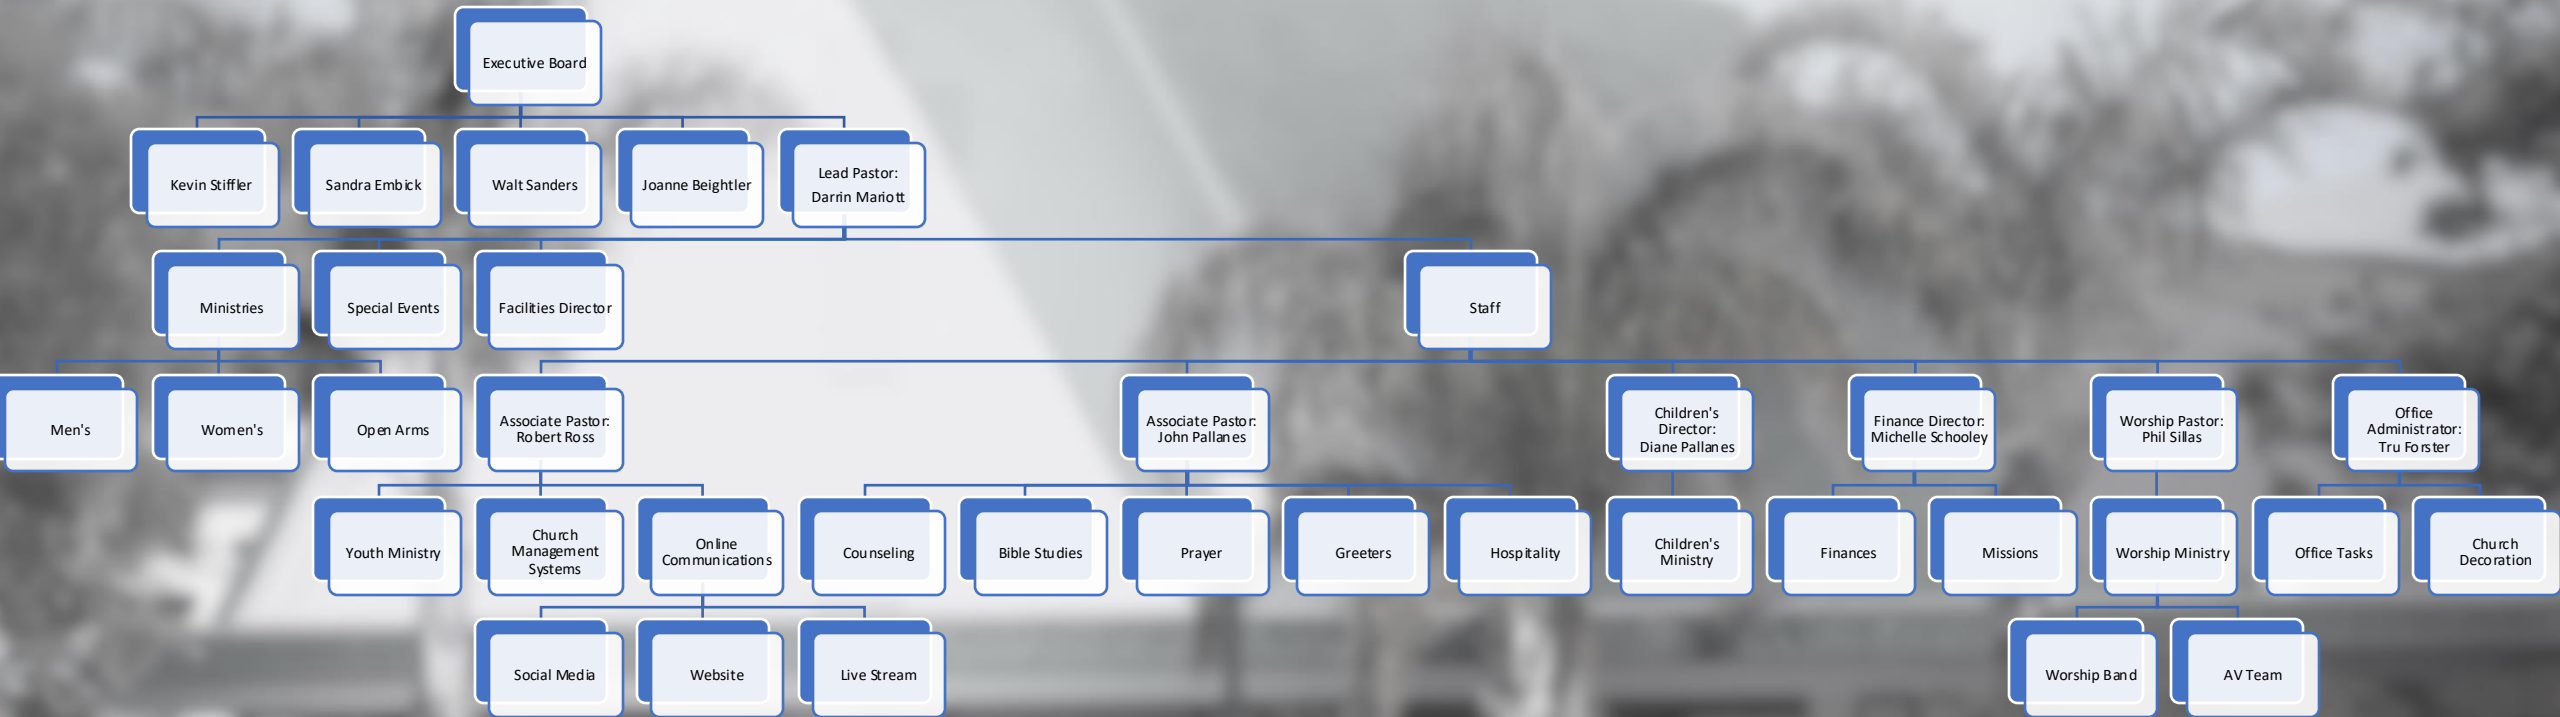 Executive Board
Kevin Stiffler
Sandra Embick
Walt Sanders
Joanne Beightler
Lead Pastor:
Darrin Mariott
Ministries
Special Events
Facilities Director
Staff
Men's
Women's
Open Arms
Associate Pastor:
Robert Ross
Associate Pastor:
John Pallanes
Children's
Director:
Diane Pallanes
Finance Director:
Michelle Schooley
Worship Pastor:
Phil Sillas
Office
Administrator:
Tru Forster
Youth Ministry
Church
Management
Systems
Online
Communications
Counseling
Bible Studies
Prayer
Greeters
Hospitality
Children's
Ministry
Finances
Missions
Worship Ministry
Office Tasks
Church
Decoration
Social Media
Website
Live Stream
Worship Band
AV Team